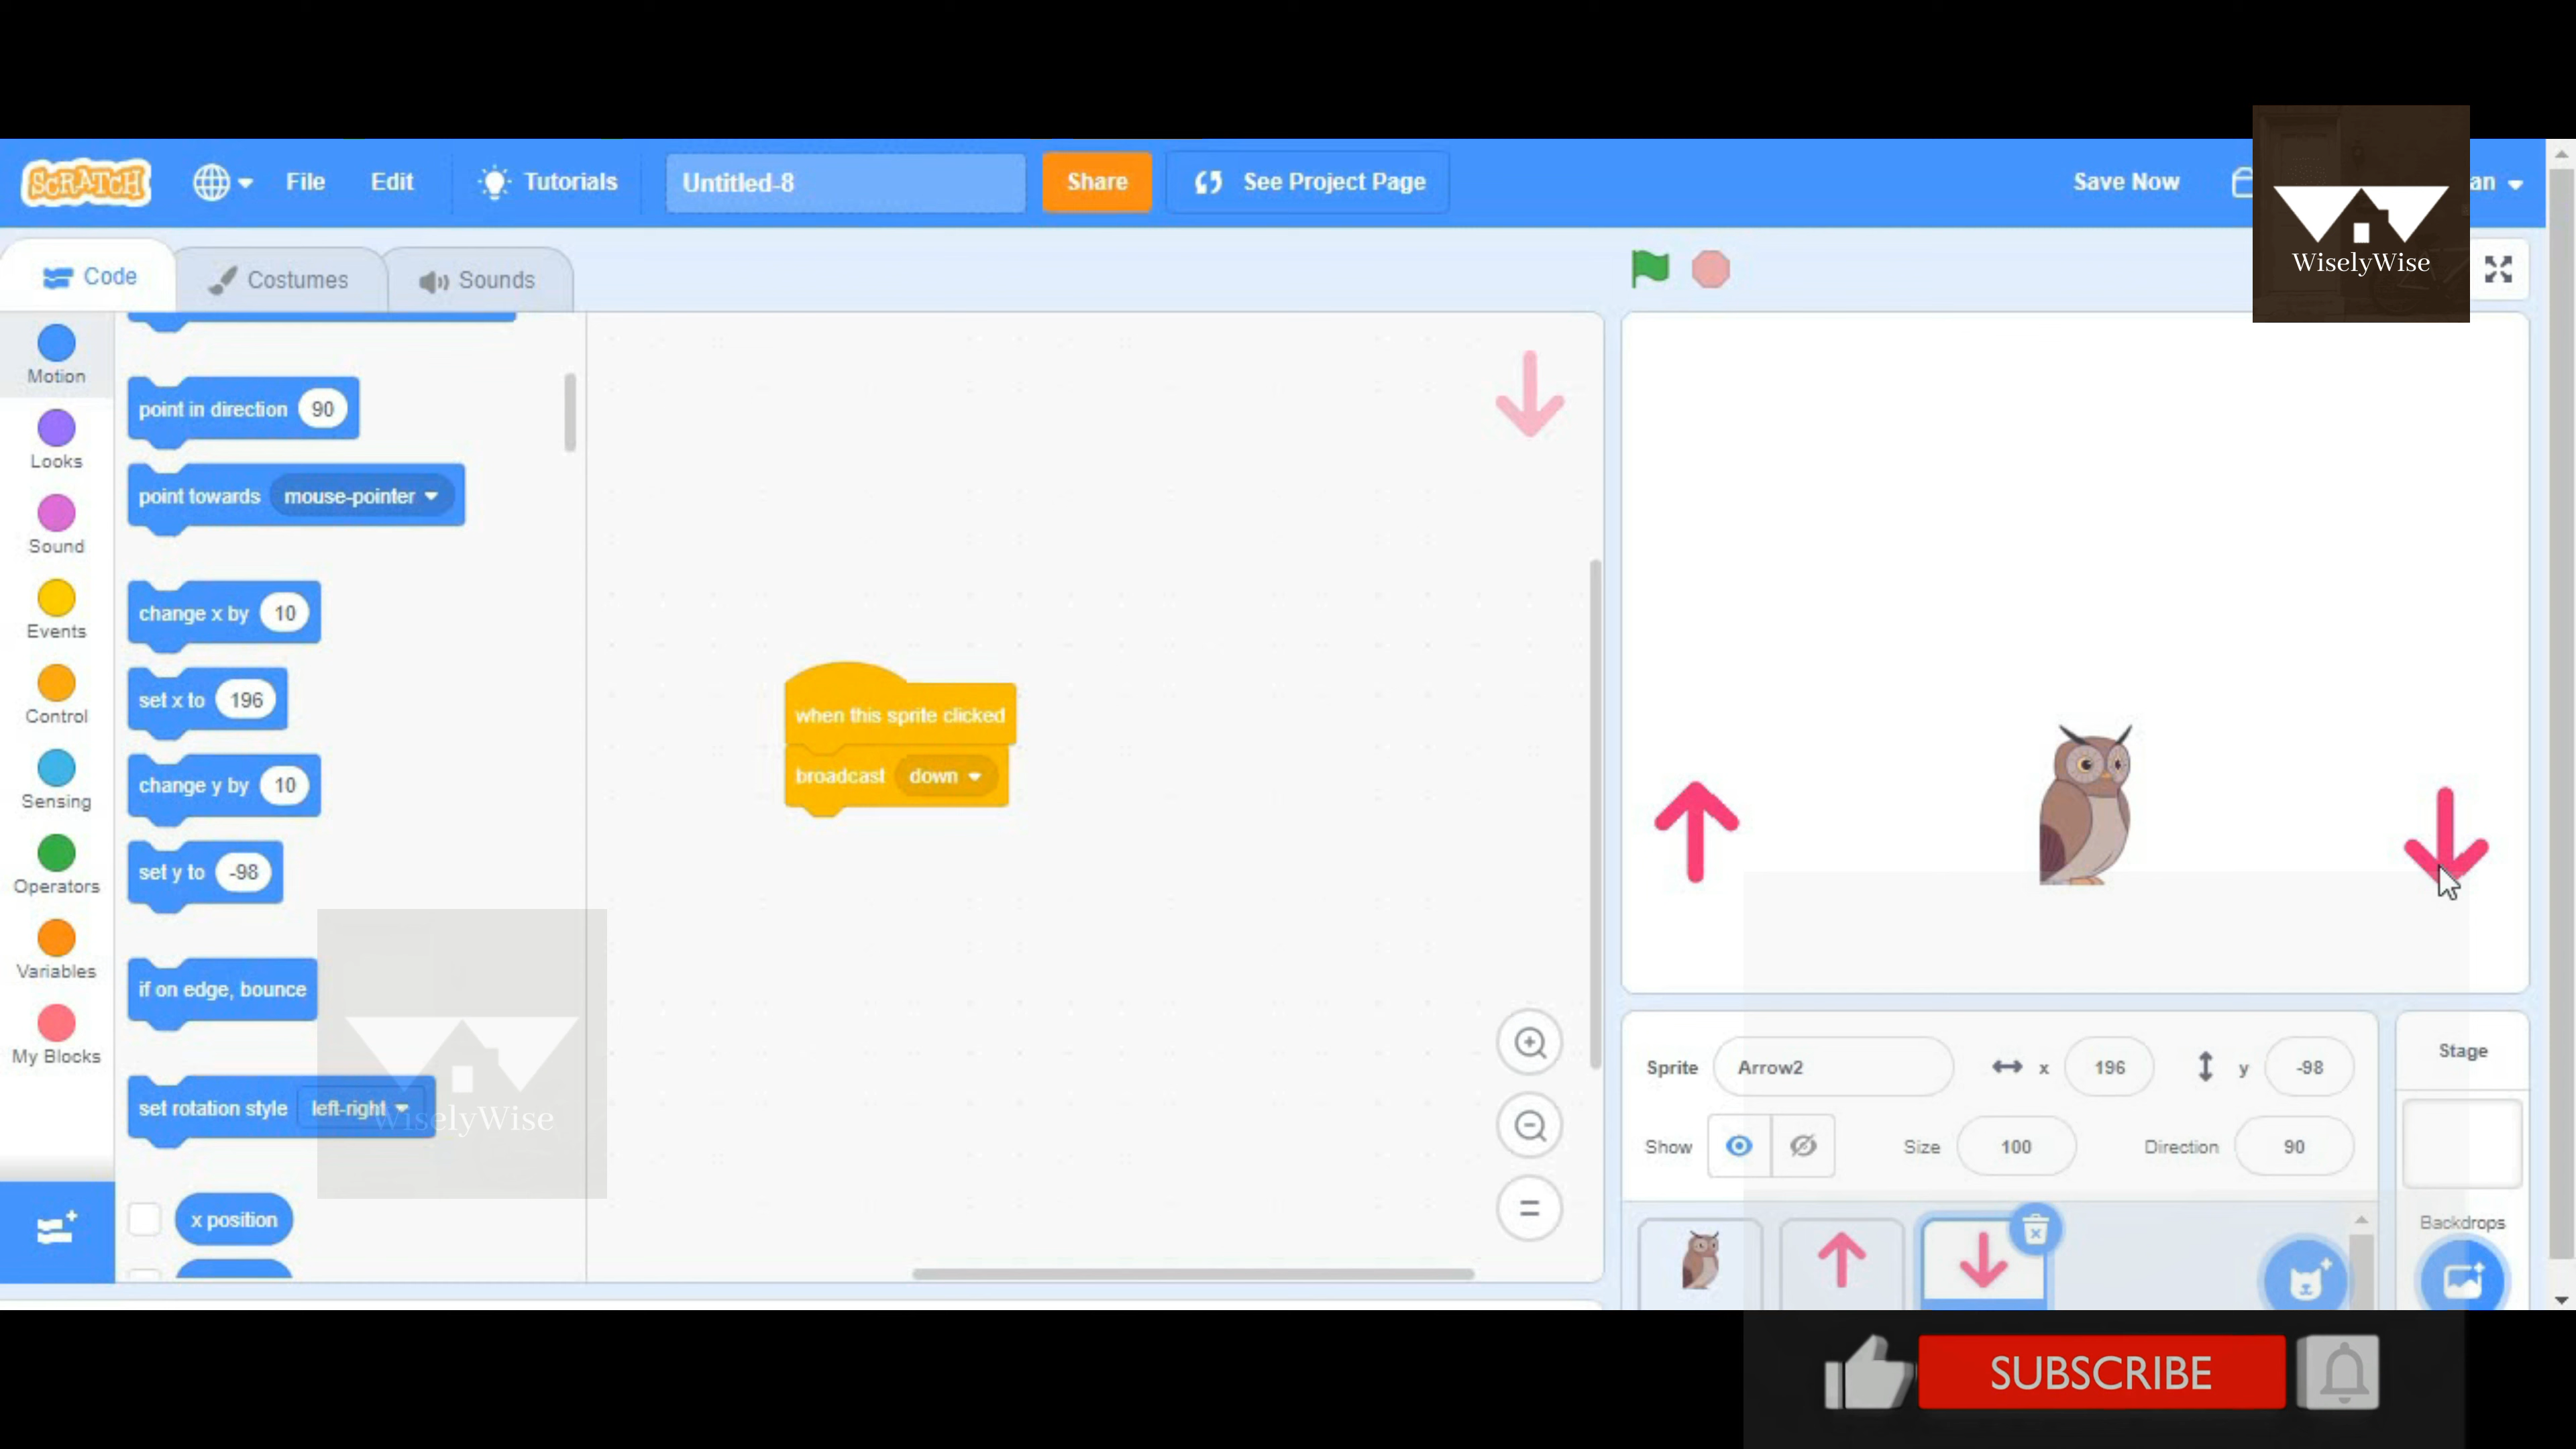 SCRATCH
File
Edit
Tutorials
Untitled-8
Share
See Project Page
Save Now
an
WiselyWise
Code
Costumes
Sounds
Motion
Looks
Sound
Events
Control
Sensing
Operators
Variables
My Blocks
point in direction 90
point towards mouse-pointer
change x by 10
set x to 196
change y by 10
set y to -98
if on edge, bounce
set rotation style left-right
WiselyWise
x position
when this sprite clicked
broadcast down
Sprite Arrow2 x 196 y -98
Show Size 100 Direction 90
Stage
Backdrops
SUBSCRIBE